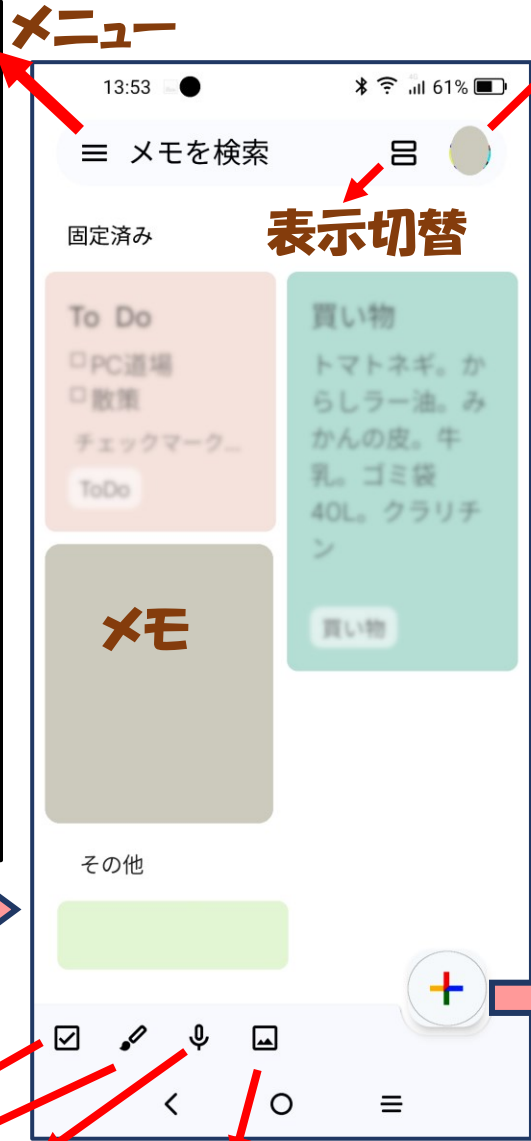 メニュー
13:53
4G
61%
メモを検索
表示切替
固定済み
To Do
PC道場
散策
チェックマーク...
ToDo
買い物
トマトネギ。か
らしラー油。み
かんの皮。牛
乳。ゴミ袋
40L。クラリチ
ン
買い物
メモ
その他